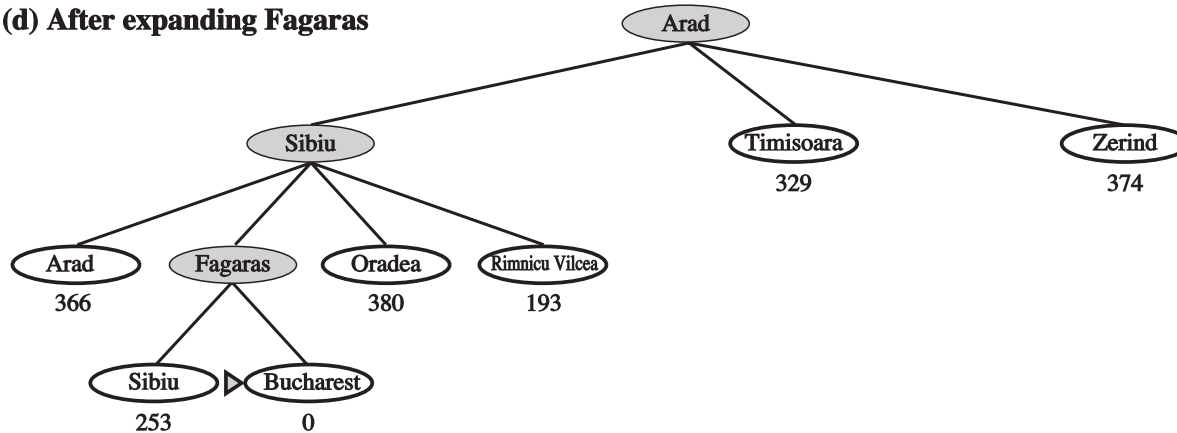 (d) After expanding Fagaras
Arad
Sibiu
Timisoara
Zerind
329
374
Arad
Fagaras
Oradea
Rimnicu Vilcea
366
380
193
Sibiu
Bucharest
253
0